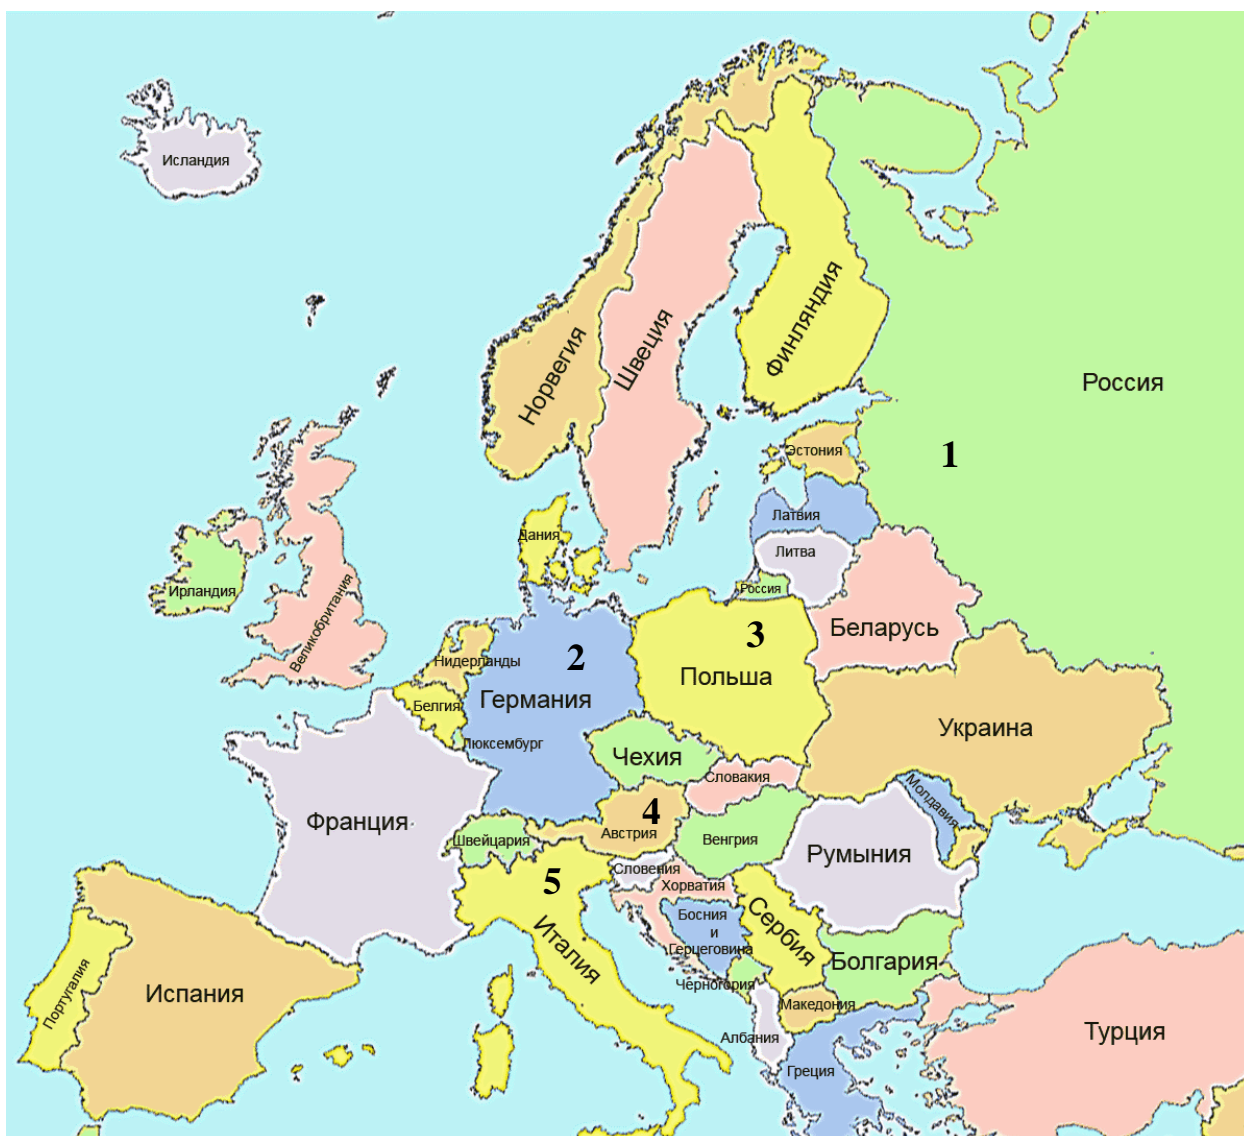 Исландия
Финляндия
Швеция
Норвегия
Россия
1
Эстония
Латвия
Дания
Литва
Россия
Ирландия
Великобритания
Беларусь
3
2
Нидерланды
Польша
Германия
Белгия
Украина
Люксембург
Чехия
Словакия
Молдавия
4
Франция
Австрия
Швейцария
Венгрия
Румыния
Словения
5
Хорватия
Босния
и
Герцеговина
Сербия
Италия
Болгария
Черногория
Испания
Португалия
Македония
Албания
Турция
Греция